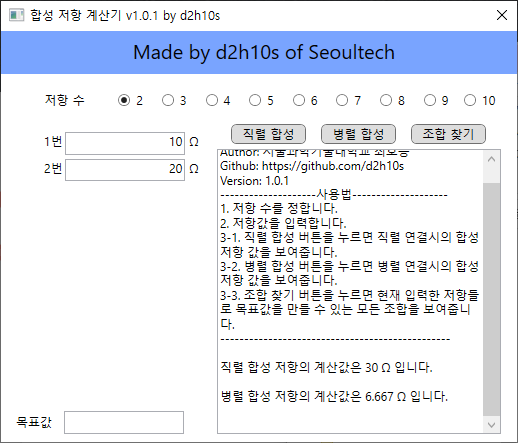 합성 저항 계산기 v1.0.1 by d2h10s
Made by d2h10s of Seoultech
저항 수 2 3 4 5 6 7 8 9 10
직렬 합성 병렬 합성 조합 찾기
1번 10 Ω
2번 20 Ω
Author: 서울과학기술대학교
Github: https://github.com/d2h10s
Version: 1.0.1
--------------------사용법--------------------
1. 저항 수를 정합니다.
2. 저항값을 입력합니다.
3-1. 직렬 합성 버튼을 누르면 직렬 연결시의 합성
저항 값을 보여줍니다.
3-2. 병렬 합성 버튼을 누르면 병렬 연결시의 합성
저항 값을 보여줍니다.
3-3. 조합 찾기 버튼을 누르면 현재 입력한 저항들
로 목표값을 만들 수 있는 모든 조합을 보여줍니
다.
------------------------------------------------
직렬 합성 저항의 계산값은 30 Ω 입니다.
병렬 합성 저항의 계산값은 6.667 Ω 입니다.
목표값